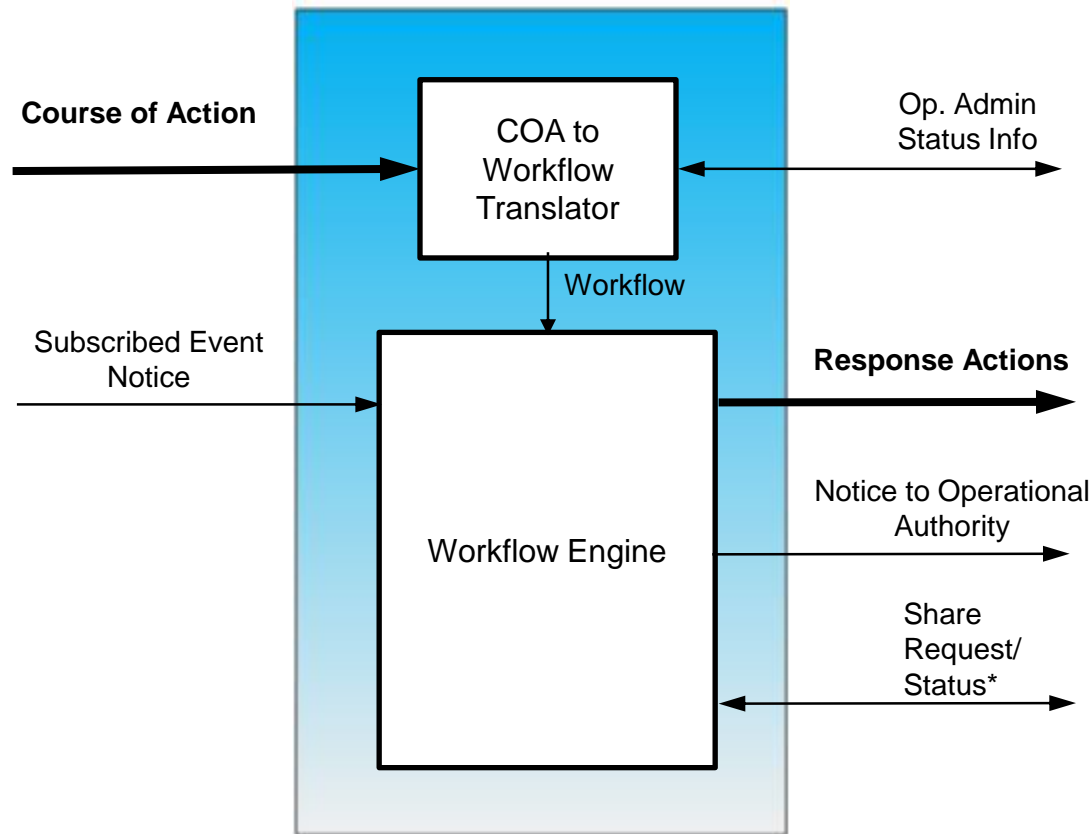 Course of Action
COA to
Workflow
Translator
Op. Admin
Status Info
Workflow
Subscribed Event
Notice
Response Actions
Workflow Engine
Notice to Operational
Authority
Share
Request/
Status*